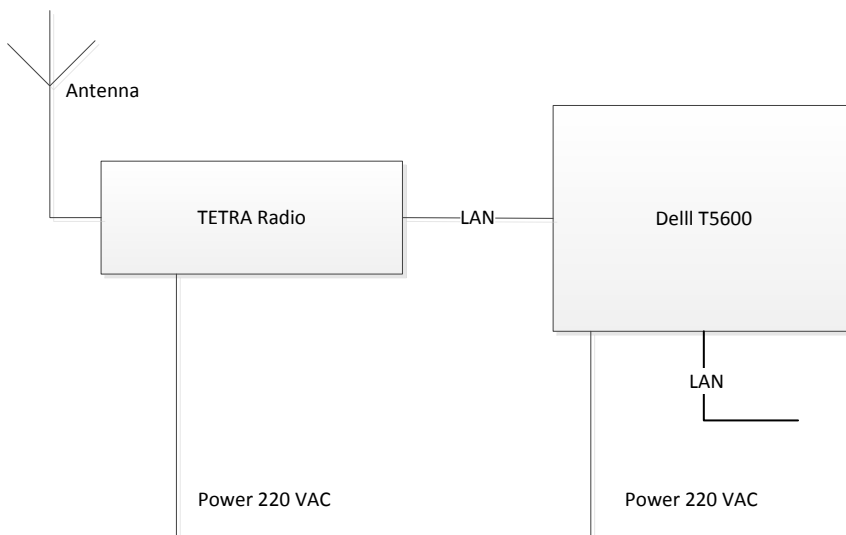 Antenna
TETRA Radio
LAN
Delll T5600
LAN
Power 220 VAC
Power 220 VAC